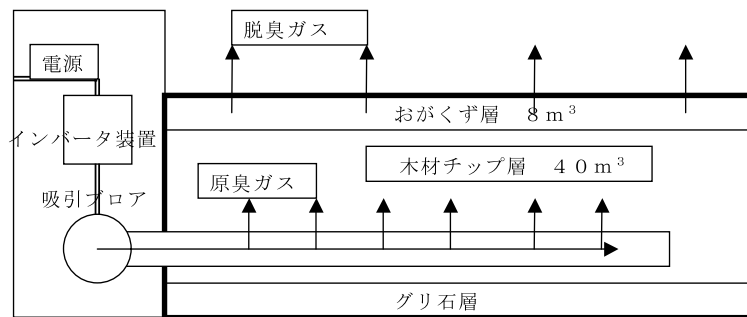 脱臭ガス
電源
おがくず層　８ｍ³
インバータ装置
木材チップ層　４０ｍ³
原臭ガス
吸引ブロア
グリ石層